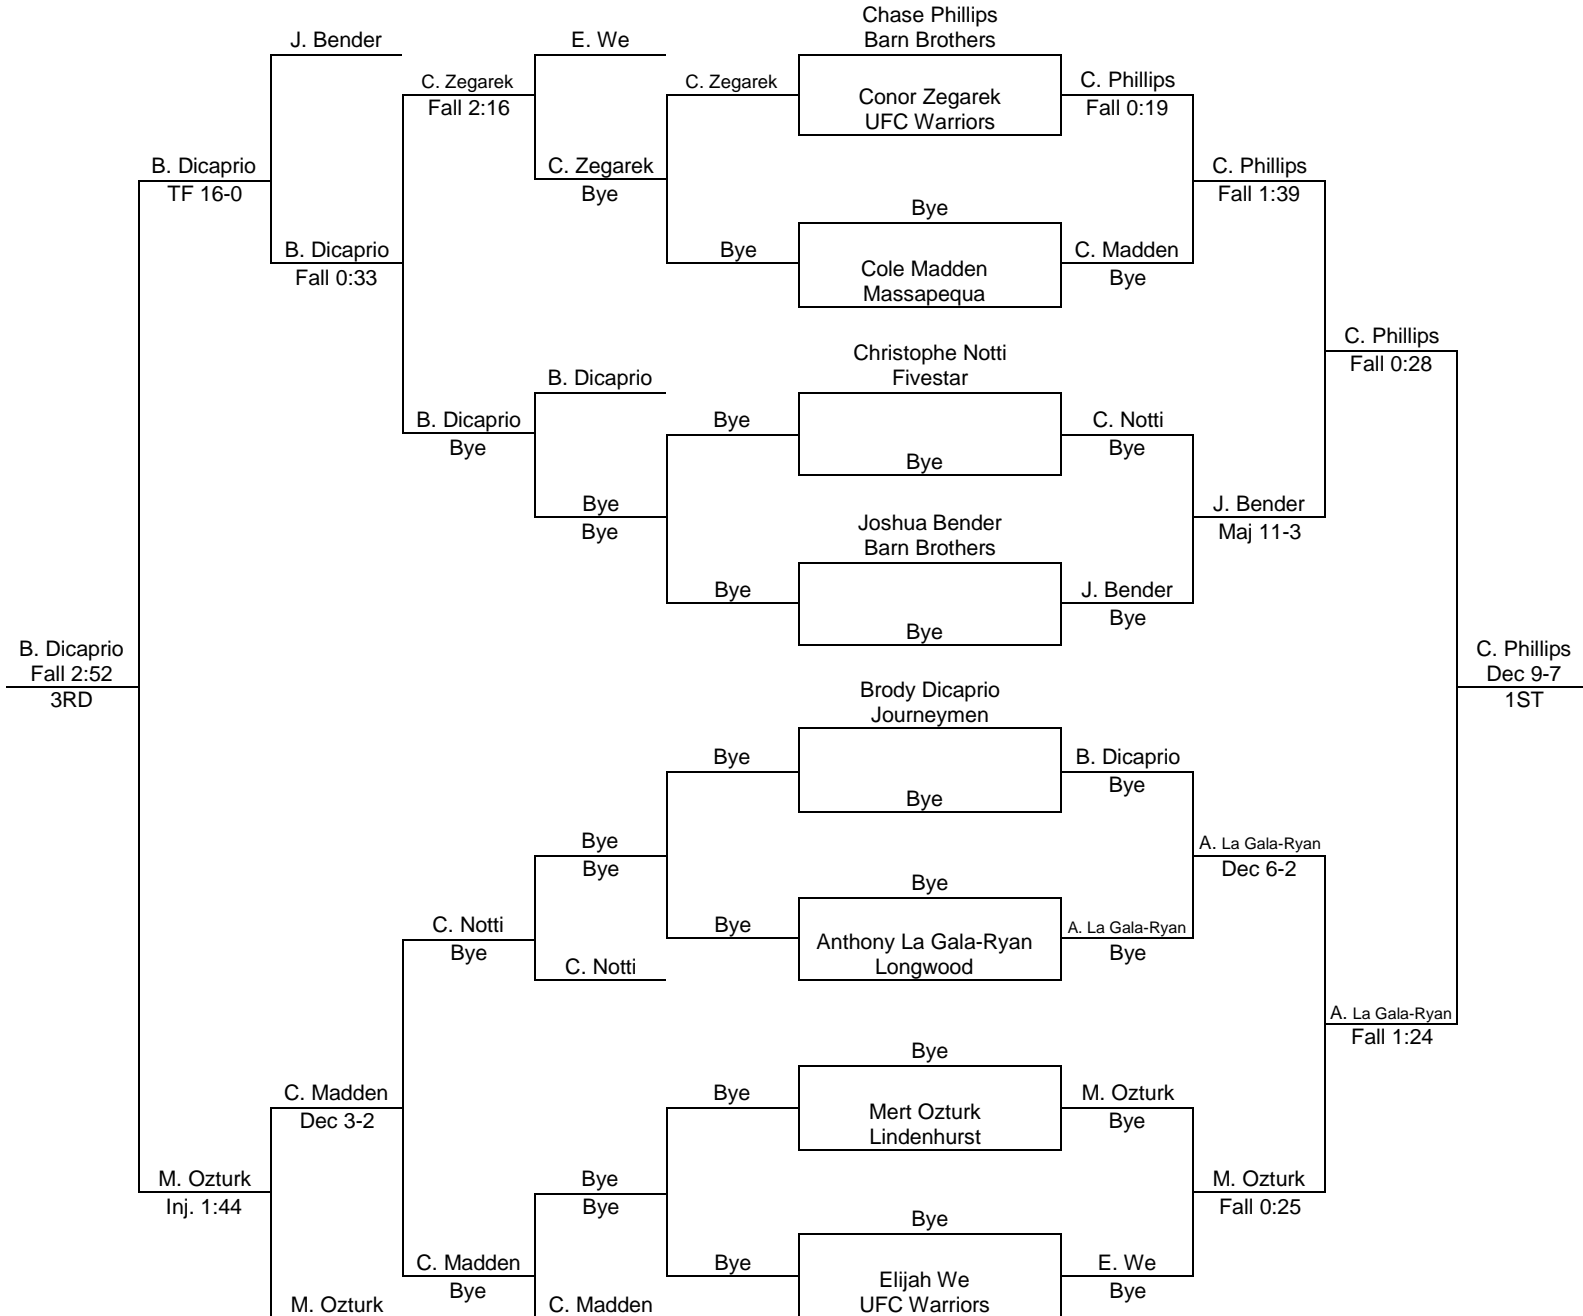 Chase Phillips
J. Bender
E. We
Barn Brothers
C. Zegarek
C. Zegarek
C. Phillips
Fall 2:16
Conor Zegarek
Fall 0:19
UFC Warriors
B. Dicaprio
C. Zegarek
C. Phillips
TF 16-0
Bye
Fall 1:39
Bye
B. Dicaprio
Bye
C. Madden
Fall 0:33
Cole Madden
Bye
Massapequa
C. Phillips
Christophe Notti
Fall 0:28
B. Dicaprio
Fivestar
B. Dicaprio
Bye
C. Notti
Bye
Bye
Bye
Bye
J. Bender
Bye
Joshua Bender
Maj 11-3
Barn Brothers
Bye
J. Bender
Bye
Bye
B. Dicaprio
C. Phillips
Fall 2:52
Dec 9-7
3RD
Brody Dicaprio
1ST
Journeymen
Bye
B. Dicaprio
Bye
Bye
Bye
A. La Gala-Ryan
Bye
Dec 6-2
Bye
C. Notti
Bye
A. La Gala-Ryan
Bye
Anthony La Gala-Ryan
Bye
C. Notti
Longwood
A. La Gala-Ryan
Fall 1:24
Bye
C. Madden
Bye
M. Ozturk
Dec 3-2
Mert Ozturk
Bye
Lindenhurst
M. Ozturk
Bye
M. Ozturk
Inj. 1:44
Bye
Fall 0:25
Bye
C. Madden
Bye
E. We
Bye
Elijah We
Bye
M. Ozturk
C. Madden
UFC Warriors